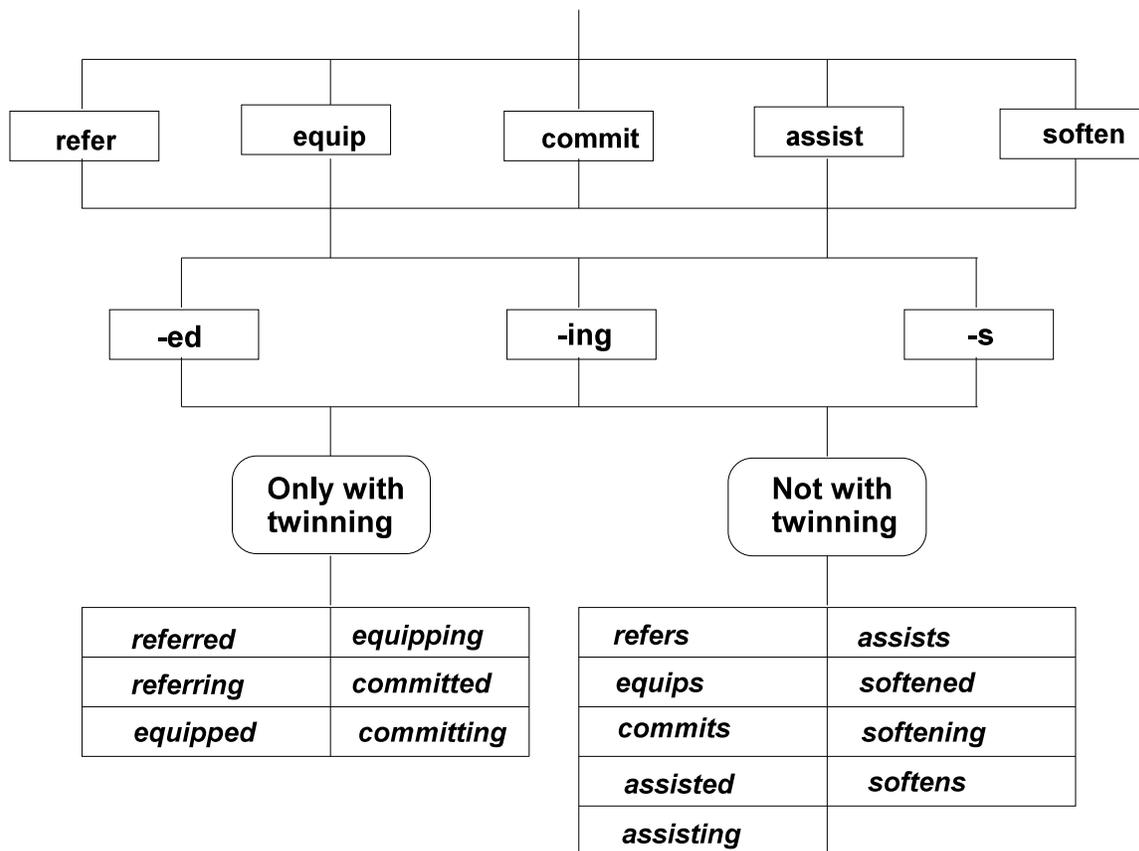 refer
equip
commit
assist
soften
-ed
-ing
-s
Only with
twinning
Not with
twinning
referred equipping
referring committed
equipped committing
refers assists
equips softened
commits softening
assisted softens
assisting